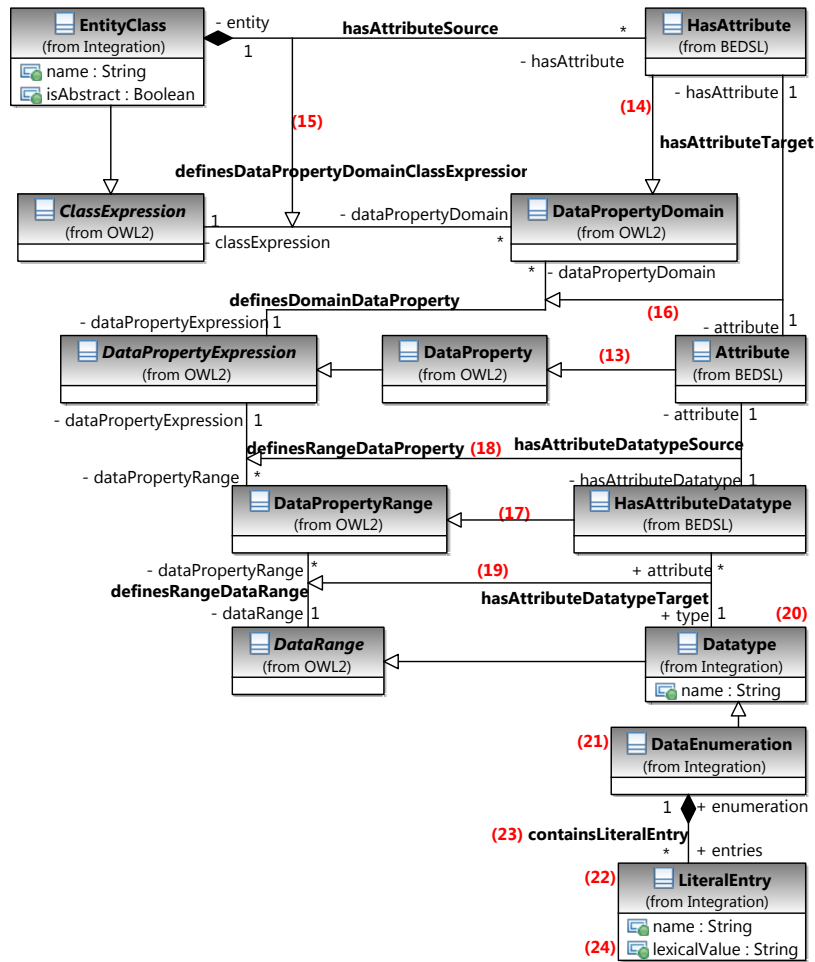 EntityClass
(from Integration)
name : String
isAbstract : Boolean
- entity
1
hasAttributeSource
*
- hasAttribute
HasAttribute
(from BEDSL)
- hasAttribute
1
(15)
(14)
hasAttributeTarget
definesDataPropertyDomainClassExpression
ClassExpression
(from OWL2)
1
- classExpression
- dataPropertyDomain
*
DataPropertyDomain
(from OWL2)
*
- dataPropertyDomain
definesDomainDataProperty
(16)
- dataPropertyExpression
1
- attribute
1
DataPropertyExpression
(from OWL2)
DataProperty
(from OWL2)
(13)
Attribute
(from BEDSL)
- dataPropertyExpression
1
- attribute
1
definesRangeDataProperty (18)
hasAttributeDatatypeSource
- dataPropertyRange
*
- hasAttributeDatatype
1
DataPropertyRange
(from OWL2)
(17)
HasAttributeDatatype
(from BEDSL)
- dataPropertyRange
*
(19)
+ attribute
*
definesRangeDataRange
hasAttributeDatatypeTarget
- dataRange
1
+ type
1
(20)
DataRange
(from OWL2)
Datatype
(from Integration)
name : String
(21)
DataEnumeration
(from Integration)
1
+ enumeration
(23) containsLiteralEntry
*
+ entries
(22)
LiteralEntry
(from Integration)
name : String
(24)
lexicalValue : String